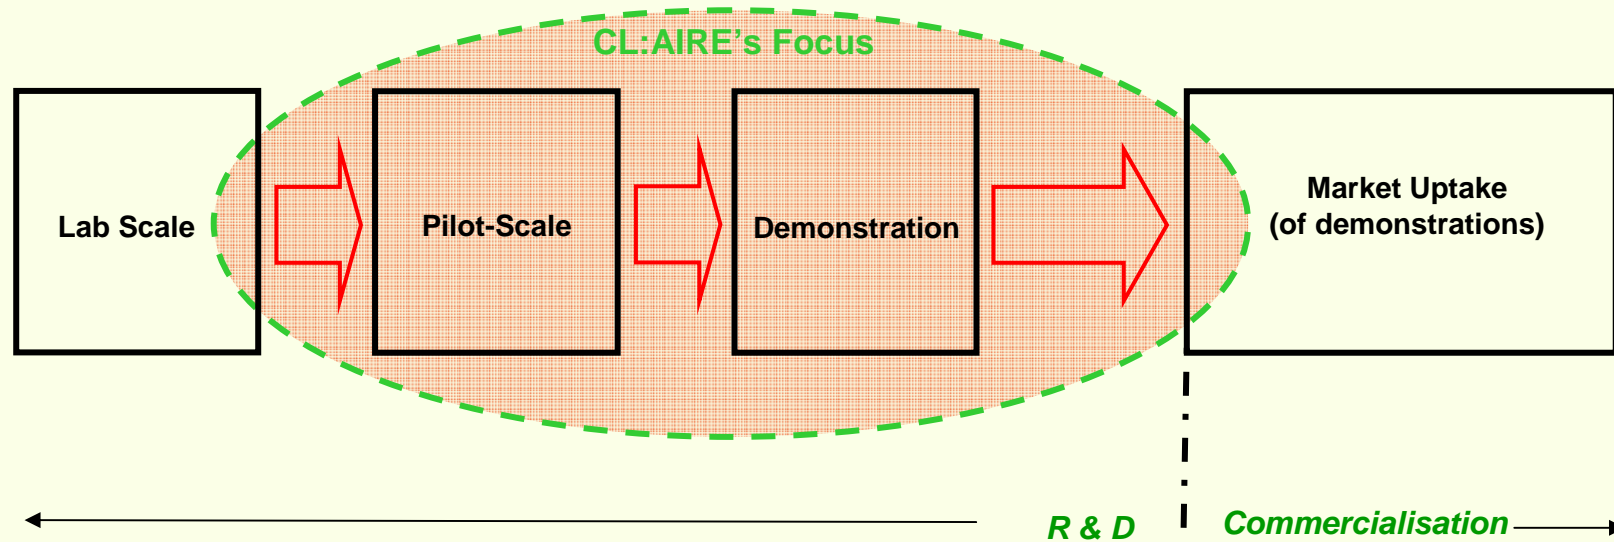 CL:AIRE's Focus
Lab Scale
Pilot-Scale
Demonstration
Market Uptake
(of demonstrations)
R & D
Commercialisation